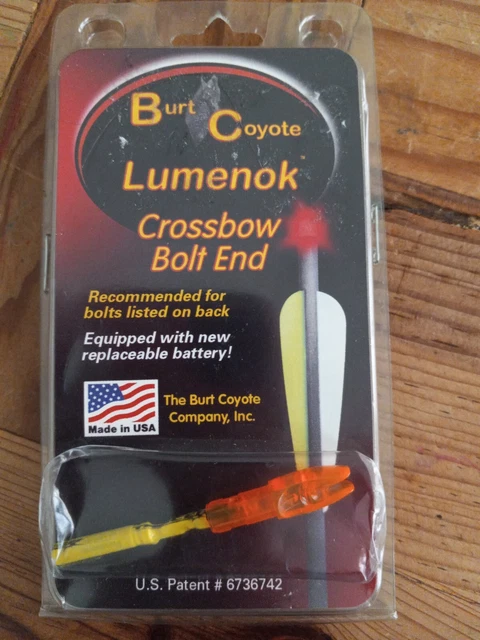 Burt Coyote
Lumenok™
Crossbow
Bolt End
Recommended for
bolts listed on back
Equipped with new
replaceable battery!
Made in USA
The Burt Coyote
Company, Inc.
U.S. Patent # 6736742